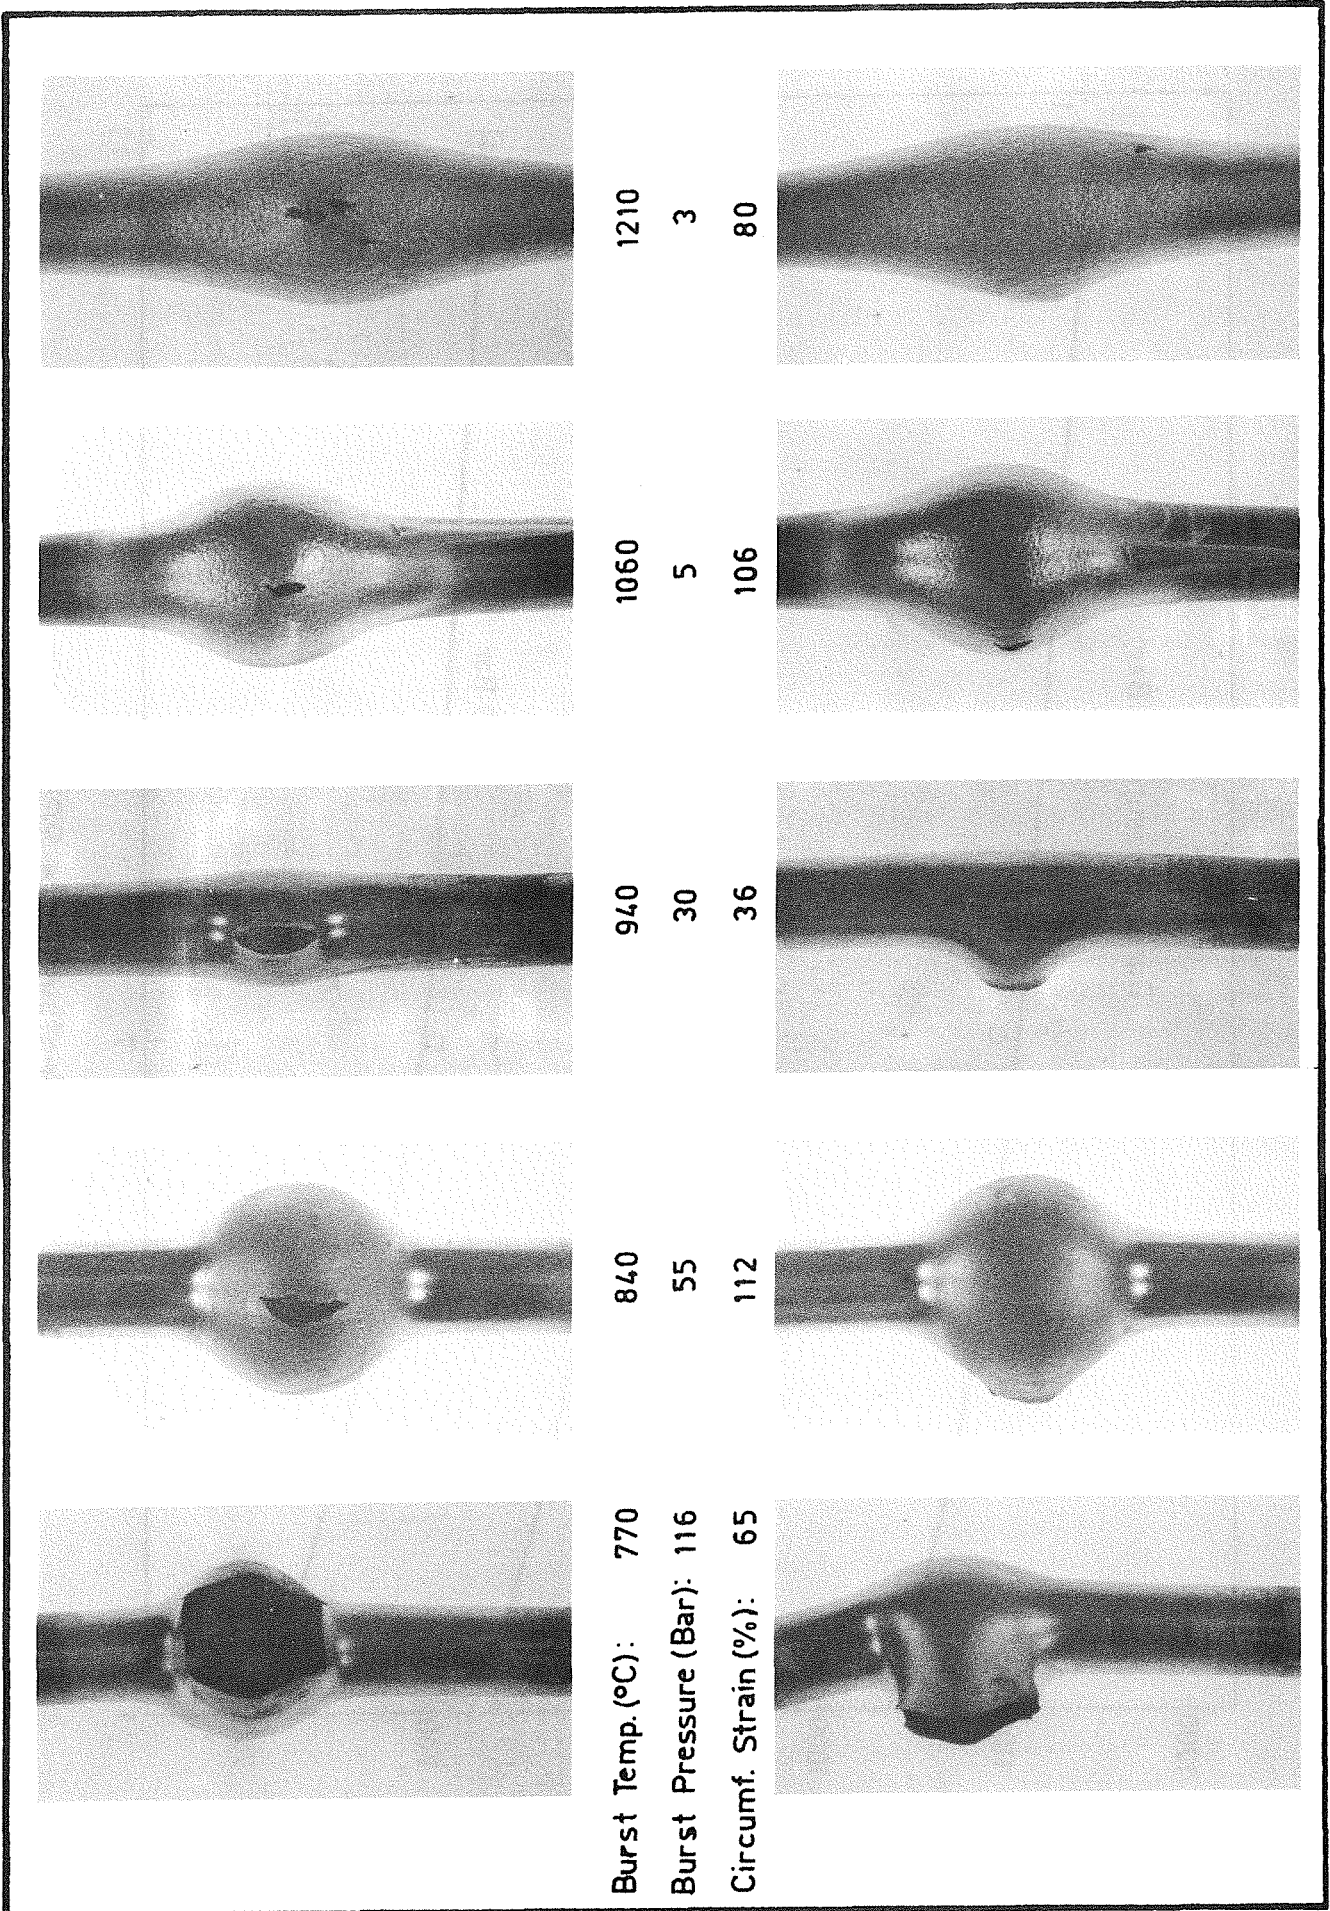 Burst Temp. (°C): 770 840 940 1060 1210
Burst Pressure (Bar): 116 55 30 5 3
Circumf. Strain (%): 65 112 36 106 80